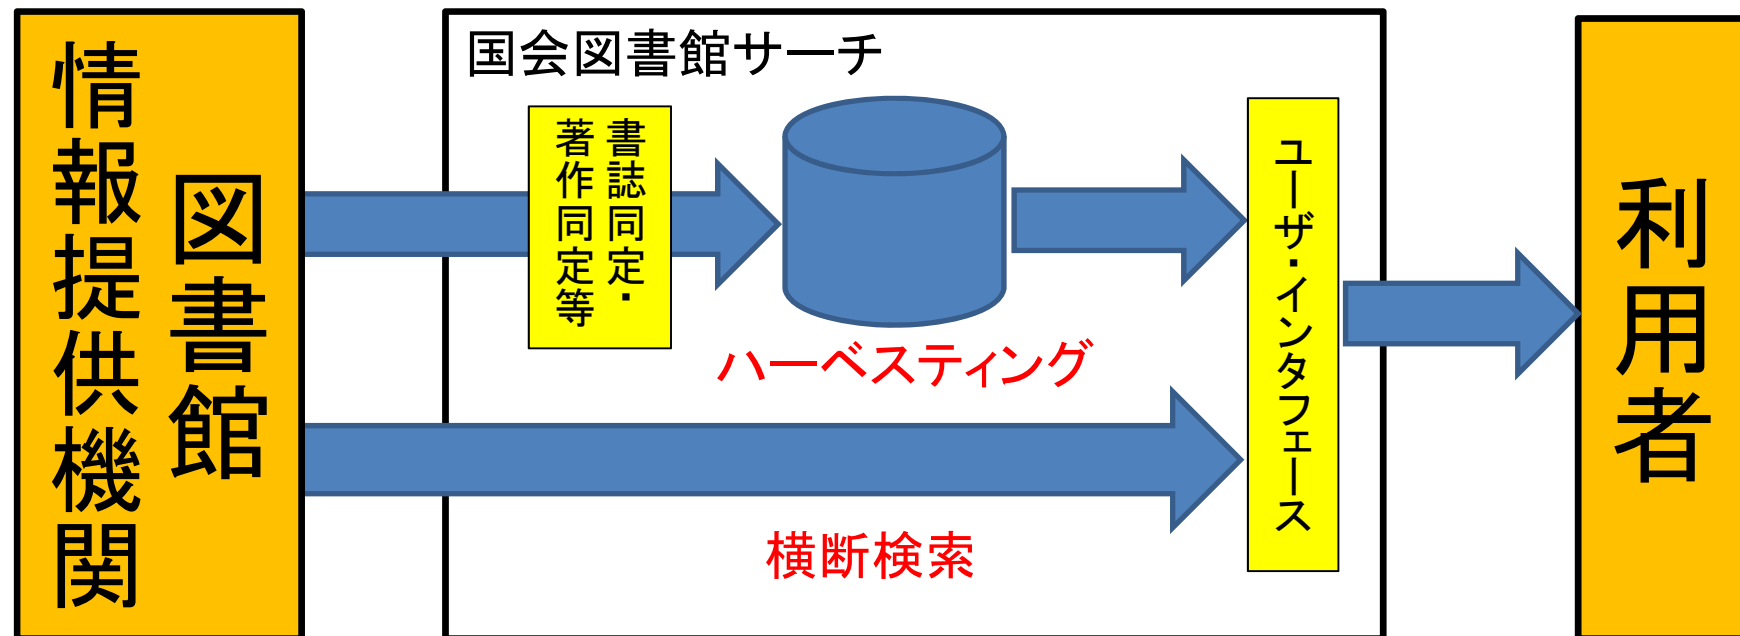 図書館
情報提供機関
国会図書館サーチ
書誌同定・
著作同定等
ハーベスティング
横断検索
ユーザ・インタフェース
利用者